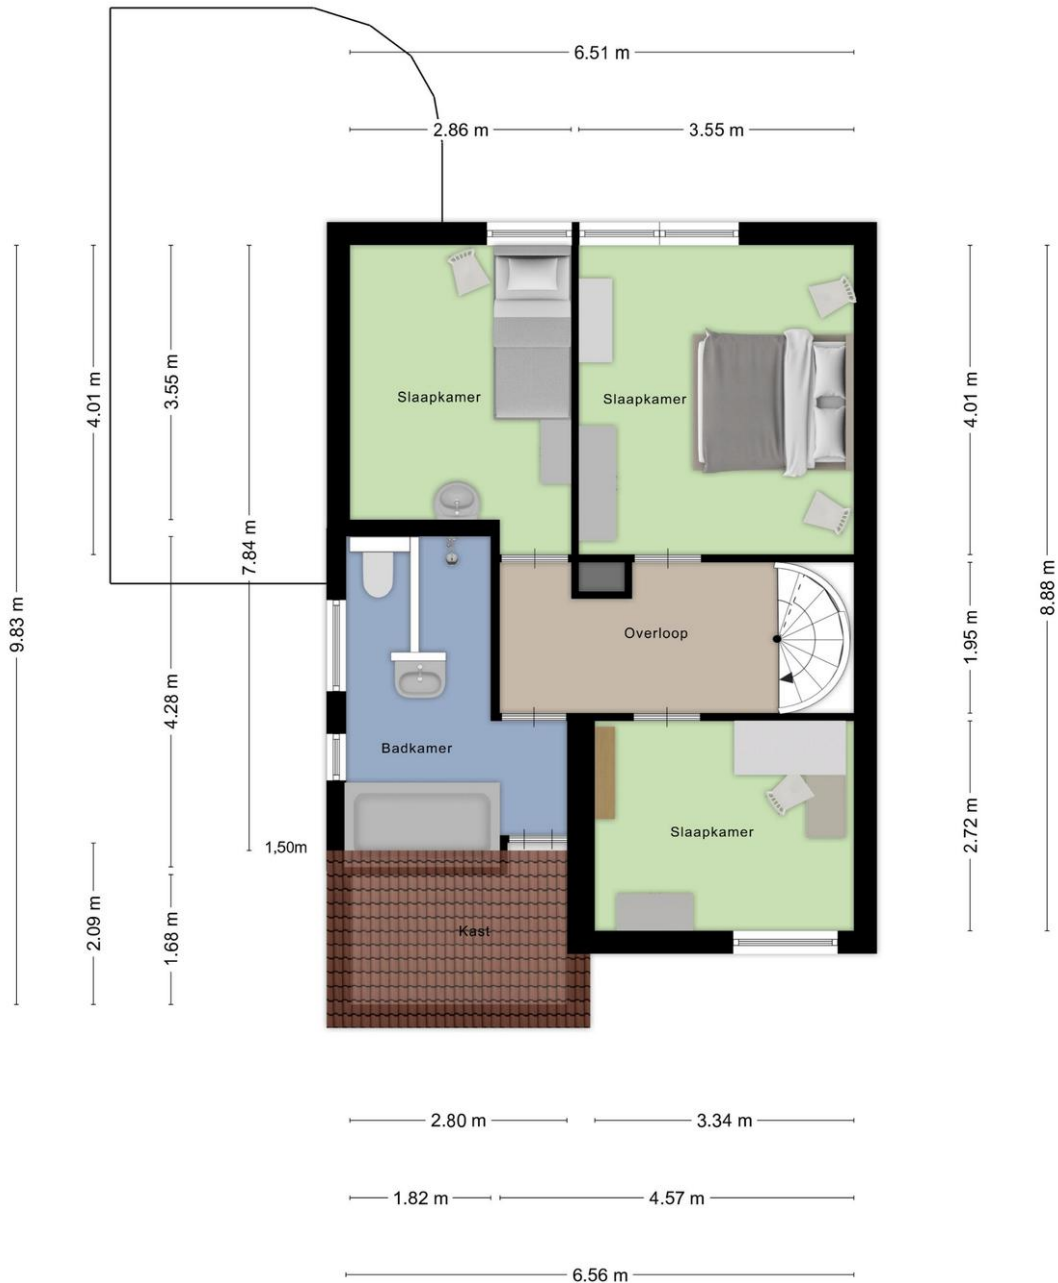 6.51 m
2.86 m
3.55 m
Slaapkamer
Slaapkamer
4.01 m
3.55 m
4.01 m
7.84 m
9.83 m
8.88 m
Overloop
1.95 m
4.28 m
Badkamer
Slaapkamer
2.72 m
1,50m
2.09 m
1.68 m
Kast
2.80 m
3.34 m
1.82 m
4.57 m
6.56 m